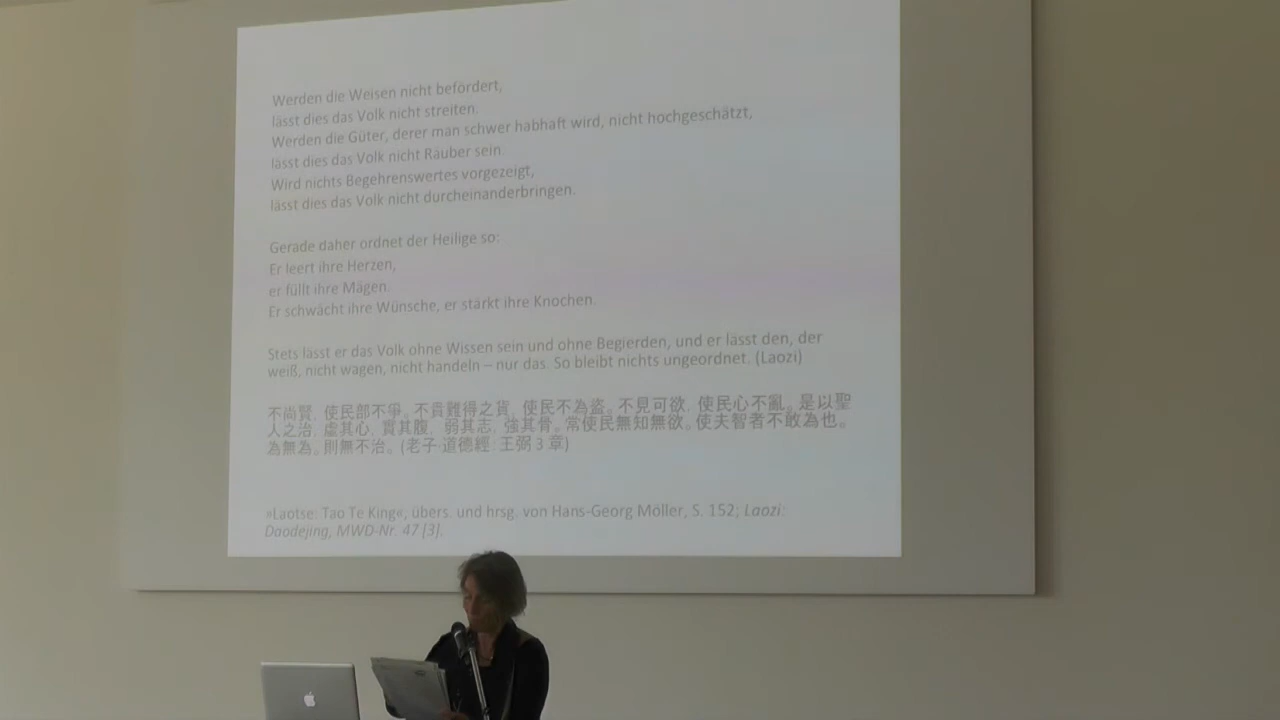 Werden die Weisen nicht befördert,
lässt dies das Volk nicht streiten.
Werden die Güter, derer man schwer habhaft wird, nicht hochgeschätzt,
lässt dies das Volk nicht Räuber sein.
Wird nichts Begehrenswertes vorgezeigt,
lässt dies das Volk nicht durcheinanderbringen.
Gerade daher ordnet der Heilige so:
Er leert ihre Herzen,
er füllt ihre Mägen.
Er schwächt ihre Wünsche, er stärkt ihre Knochen.
Stets lässt er das Volk ohne Wissen sein und ohne Begierden, und er lässt den, der
weiß, nicht wagen, nicht handeln – nur das. So bleibt nichts ungeordnet. (Laozi)
不尚賢, 使民部不爭。不貴難得之貨, 使民不為盜。不見可欲, 使民心不亂。是以聖
人之治, 虛其心, 實其腹, 弱其志, 強其骨。常使民無知無欲。使夫智者不敢為也。
為無為。則無不治。(老子·道德經: 王弼 3 章)
»Laotse. Tao Te King«, übers. und hrsg. von Hans-Georg Möller, S. 152; Laozi:
Daodejing, MWD-Nr. 47 [3].